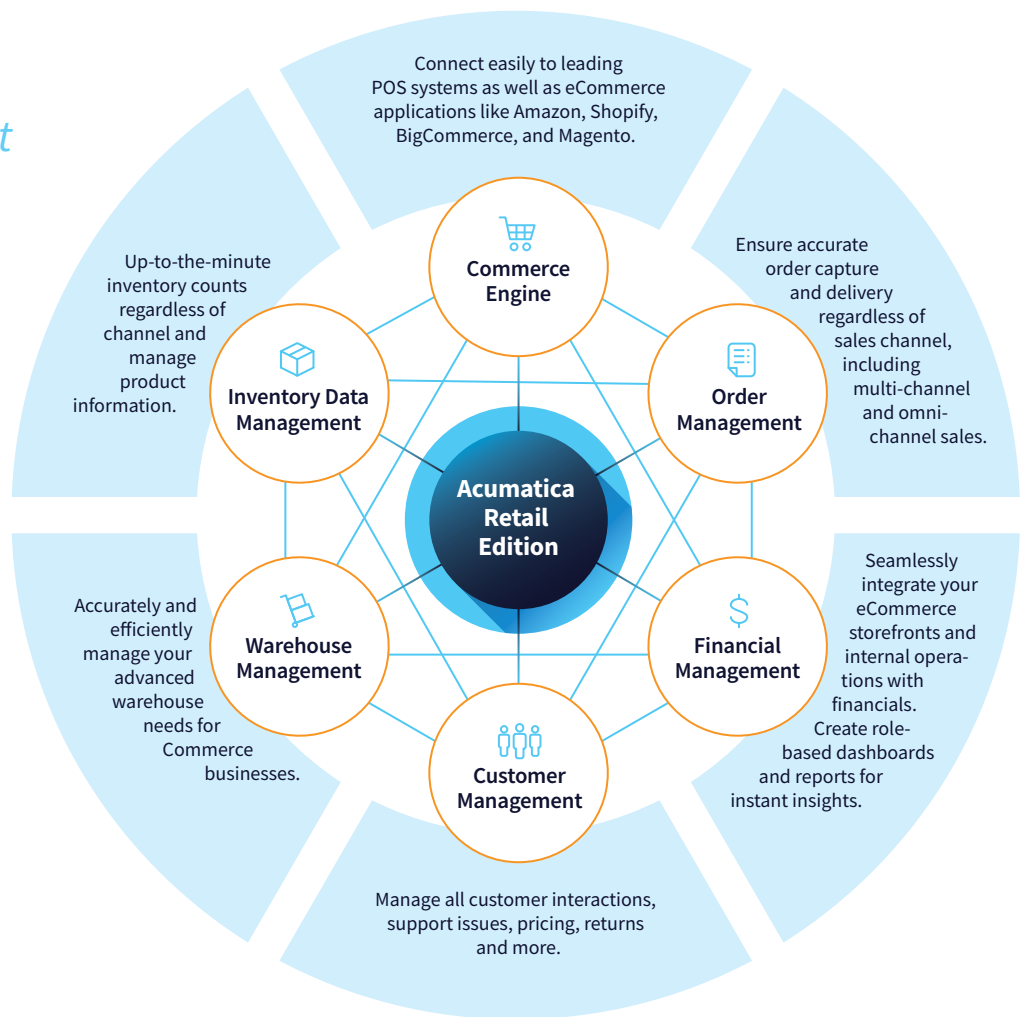 t
Connect easily to leading
POS systems as well as eCommerce
applications like Amazon, Shopify,
BigCommerce, and Magento.
Commerce
Engine
Ensure accurate
order capture
and delivery
regardless of
sales channel,
including
multi-channel
and omni-
channel sales.
Order
Management
Seamlessly
integrate your
eCommerce
storefronts and
internal opera-
tions with
financials.
Create role-
based dashboards
and reports for
instant insights.
Financial
Management
Manage all customer interactions,
support issues, pricing, returns
and more.
Customer
Management
Accurately and
efficiently
manage your
advanced
warehouse
needs for
Commerce
businesses.
Warehouse
Management
Up-to-the-minute
inventory counts
regardless of
channel and
manage
product
information.
Inventory Data
Management
Acumatica
Retail
Edition